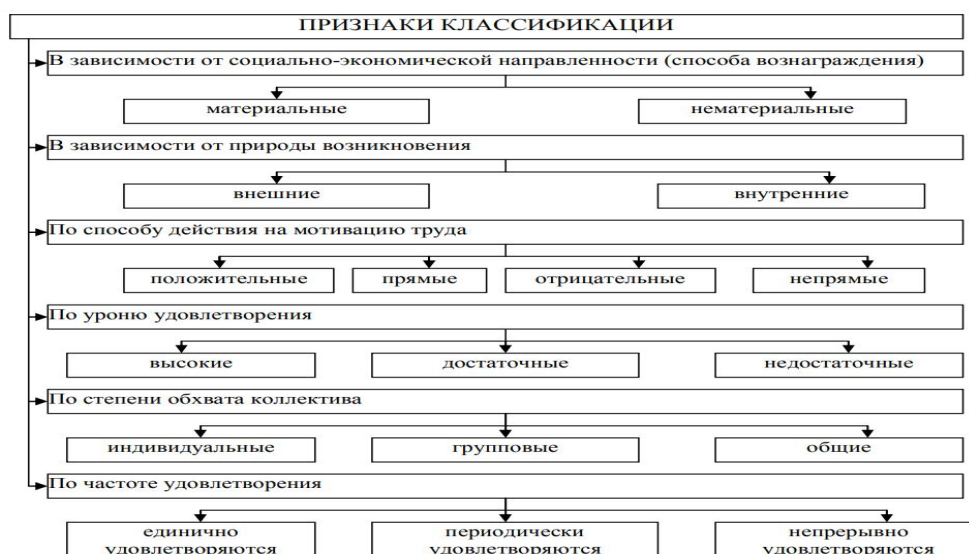 ПРИЗНАКИ КЛАССИФИКАЦИИ
В зависимости от социально-экономической направленности (способа вознаграждения)
материальные нематериальные
В зависимости от природы возникновения
внешние внутренние
По способу действия на мотивацию труда
положительные прямые отрицательные непрямые
По уроню удовлетворения
высокие достаточные недостаточные
По степени обхвата коллектива
индивидуальные групповые общие
По частоте удовлетворения
единично периодически непрерывно
удовлетворяются удовлетворяются удовлетворяются